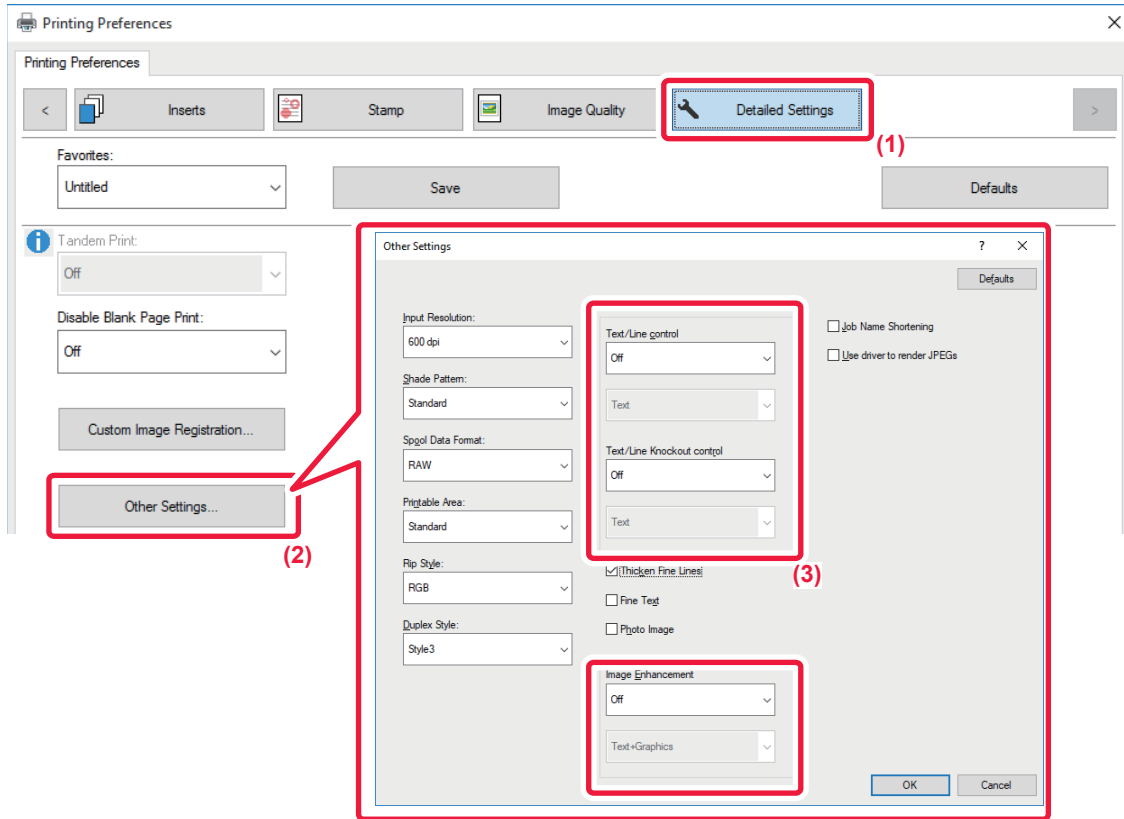 Printing Preferences
Printing Preferences
< Inserts Stamp Image Quality Detailed Settings >
(1)
Favorites:
Untitled Save Defaults
Tandem Print:
Off
Disable Blank Page Print:
Off
Custom Image Registration...
Other Settings...
(2)
Other Settings ?
Defaults
Input Resolution:
600 dpi
Shade Pattern:
Standard
Spool Data Format:
RAW
Printable Area:
Standard
Rip Style:
RGB
Duplex Style:
Style3
Text/Line control
Off
Text
Text/Line Knockout control
Off
Text
(3)
Thicken Fine Lines
Fine Text
Photo Image
Image Enhancement
Off
Text+Graphics
Job Name Shortening
Use driver to render JPEGs
OK Cancel